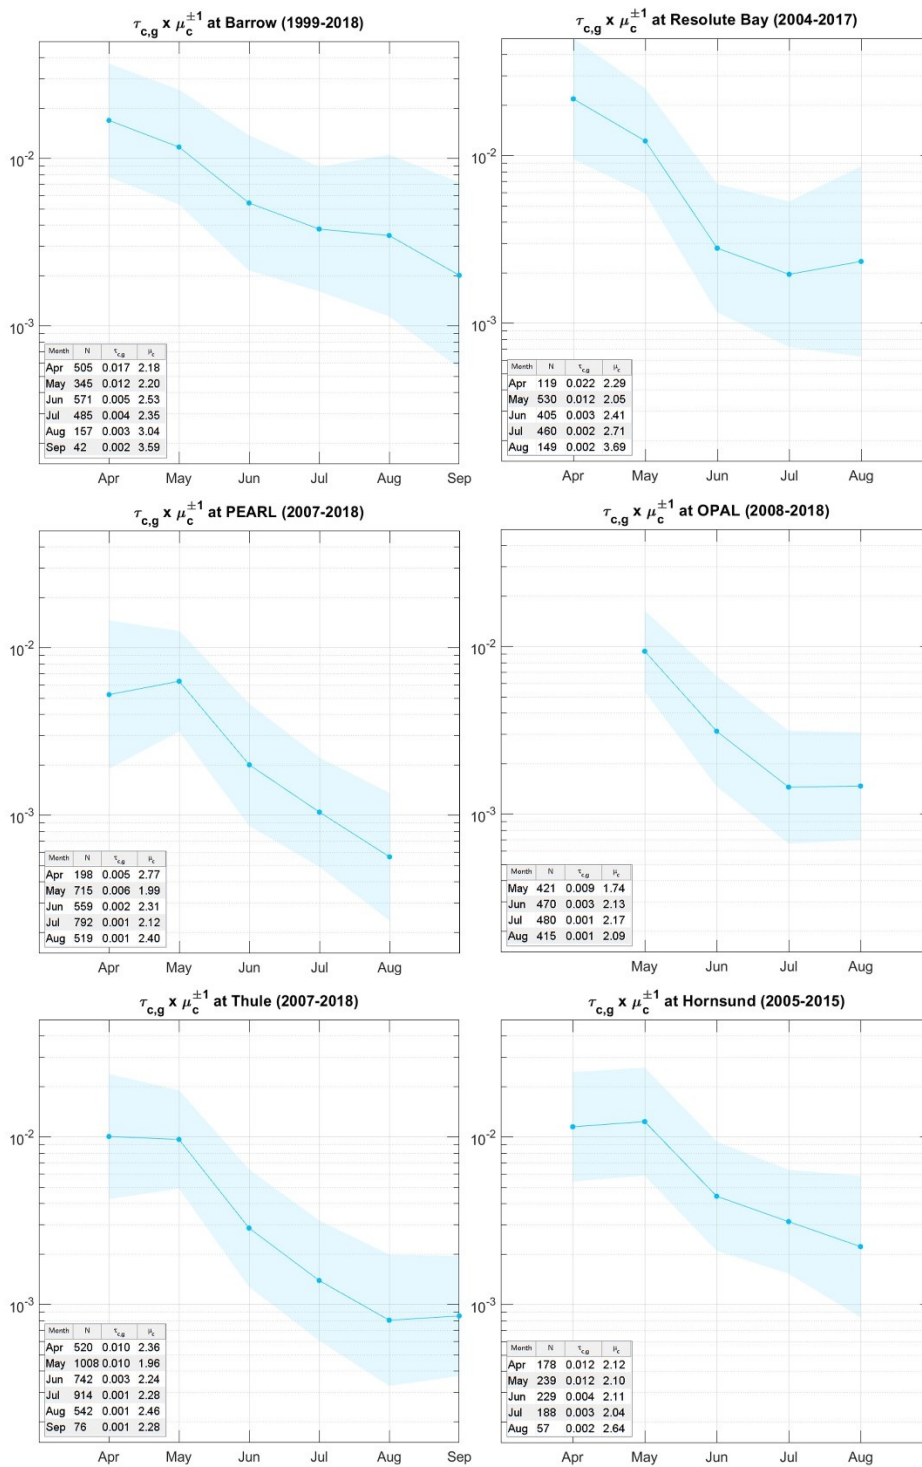 τc,g x μc±1 at Barrow (1999-2018)
10-2
10-3
Month N τc,g μc
Apr 505 0.017 2.18
May 345 0.012 2.20
Jun 571 0.005 2.53
Jul 485 0.004 2.35
Aug 157 0.003 3.04
Sep 42 0.002 3.59
Apr May Jun Jul Aug Sep
τc,g x μc±1 at Resolute Bay (2004-2017)
10-2
10-3
Month N τc,g μc
Apr 119 0.022 2.29
May 530 0.012 2.05
Jun 405 0.003 2.41
Jul 460 0.002 2.71
Aug 149 0.002 3.69
Apr May Jun Jul Aug
τc,g x μc±1 at PEARL (2007-2018)
10-2
10-3
Month N τc,g μc
Apr 198 0.005 2.77
May 715 0.006 1.99
Jun 559 0.002 2.31
Jul 792 0.001 2.12
Aug 519 0.001 2.40
Apr May Jun Jul Aug
τc,g x μc±1 at OPAL (2008-2018)
10-2
10-3
Month N τc,g μc
May 421 0.009 1.74
Jun 470 0.003 2.13
Jul 480 0.001 2.17
Aug 415 0.001 2.09
Apr May Jun Jul Aug
τc,g x μc±1 at Thule (2007-2018)
10-2
10-3
Month N τc,g μc
Apr 520 0.010 2.36
May 1008 0.010 1.96
Jun 742 0.003 2.24
Jul 914 0.001 2.28
Aug 542 0.001 2.46
Sep 76 0.001 2.28
Apr May Jun Jul Aug Sep
τc,g x μc±1 at Hornsund (2005-2015)
10-2
10-3
Month N τc,g μc
Apr 178 0.012 2.12
May 239 0.012 2.10
Jun 229 0.004 2.11
Jul 188 0.003 2.04
Aug 57 0.002 2.64
Apr May Jun Jul Aug